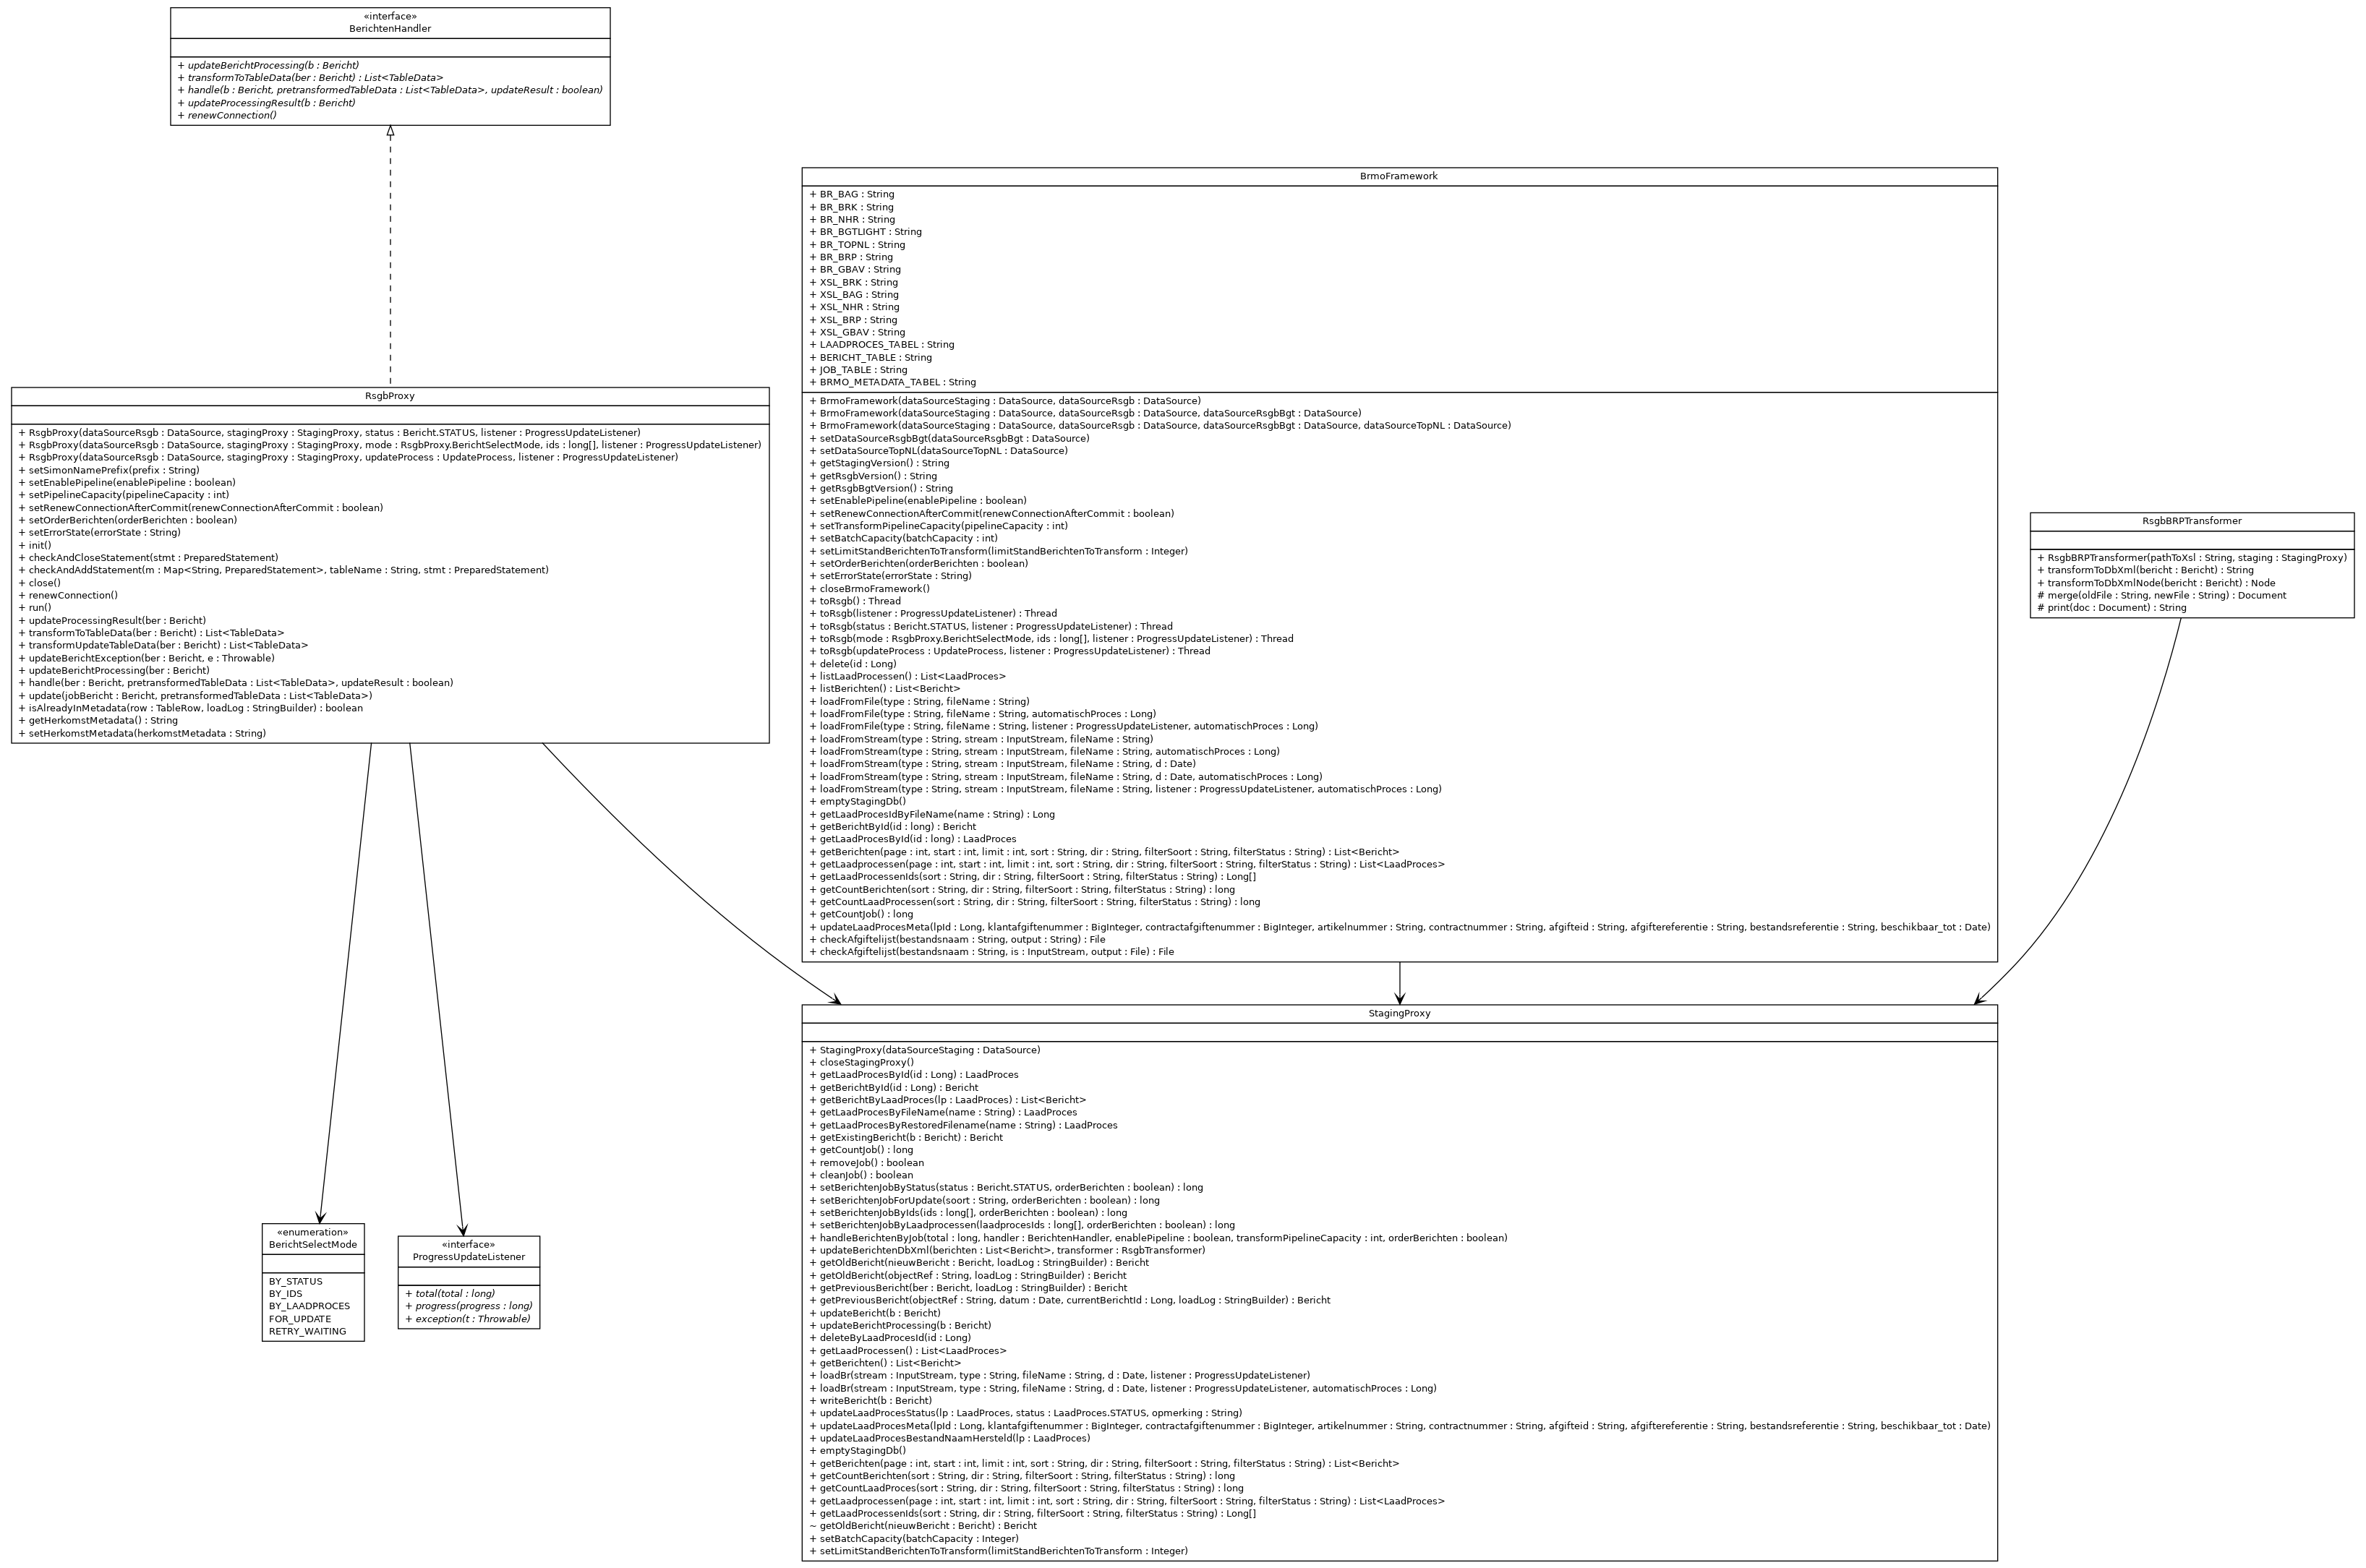 «interface»
BerichtenHandler
+ updateBerichtProcessing(b : Bericht)
+ transformToTableData(ber : Bericht) : List<TableData>
+ handle(b : Bericht, pretransformedTableData : List<TableData>, updateResult : boolean)
+ updateProcessingResult(b : Bericht)
+ renewConnection()
RsgbProxy
+ RsgbProxy(dataSourceRsgb : DataSource, stagingProxy : StagingProxy, status : Bericht.STATUS, listener : ProgressUpdateListener)
+ RsgbProxy(dataSourceRsgb : DataSource, stagingProxy : StagingProxy, mode : RsgbProxy.BerichtSelectMode, ids : long[], listener : ProgressUpdateListener)
+ RsgbProxy(dataSourceRsgb : DataSource, stagingProxy : StagingProxy, updateProcess : UpdateProcess, listener : ProgressUpdateListener)
+ setSimonNamePrefix(prefix : String)
+ setEnablePipeline(enablePipeline : boolean)
+ setPipelineCapacity(pipelineCapacity : int)
+ setRenewConnectionAfterCommit(renewConnectionAfterCommit : boolean)
+ setOrderBerichten(orderBerichten : boolean)
+ setErrorState(errorState : String)
+ init()
+ checkAndCloseStatement(stmt : PreparedStatement)
+ checkAndAddStatement(m : Map<String, PreparedStatement>, tableName : String, stmt : PreparedStatement)
+ close()
+ renewConnection()
+ run()
+ updateProcessingResult(ber : Bericht)
+ transformToTableData(ber : Bericht) : List<TableData>
+ transformUpdateTableData(ber : Bericht) : List<TableData>
+ updateBerichtException(ber : Bericht, e : Throwable)
+ updateBerichtProcessing(ber : Bericht)
+ handle(ber : Bericht, pretransformedTableData : List<TableData>, updateResult : boolean)
+ update(jobBericht : Bericht, pretransformedTableData : List<TableData>)
+ isAlreadyInMetadata(row : TableRow, loadLog : StringBuilder) : boolean
+ getHerkomstMetadata() : String
+ setHerkomstMetadata(herkomstMetadata : String)
BrmoFramework
+ BR_BAG : String
+ BR_BRK : String
+ BR_NHR : String
+ BR_BGTLIGHT : String
+ BR_TOPNL : String
+ BR_BRP : String
+ BR_GBAV : String
+ XSL_BRK : String
+ XSL_BAG : String
+ XSL_NHR : String
+ XSL_BRP : String
+ XSL_GBAV : String
+ LAADPROCES_TABEL : String
+ BERICHT_TABLE : String
+ JOB_TABLE : String
+ BRMO_METADATA_TABEL : String
+ BrmoFramework(dataSourceStaging : DataSource, dataSourceRsgb : DataSource)
+ BrmoFramework(dataSourceStaging : DataSource, dataSourceRsgb : DataSource, dataSourceRsgbBgt : DataSource)
+ BrmoFramework(dataSourceStaging : DataSource, dataSourceRsgb : DataSource, dataSourceRsgbBgt : DataSource, dataSourceTopNL : DataSource)
+ setDataSourceRsgbBgt(dataSourceRsgbBgt : DataSource)
+ setDataSourceTopNL(dataSourceTopNL : DataSource)
+ getStagingVersion() : String
+ getRsgbVersion() : String
+ getRsgbBgtVersion() : String
+ setEnablePipeline(enablePipeline : boolean)
+ setRenewConnectionAfterCommit(renewConnectionAfterCommit : boolean)
+ setTransformPipelineCapacity(pipelineCapacity : int)
+ setBatchCapacity(batchCapacity : int)
+ setLimitStandBerichtenToTransform(limitStandBerichtenToTransform : Integer)
+ setOrderBerichten(orderBerichten : boolean)
+ setErrorState(errorState : String)
+ closeBrmoFramework()
+ toRsgb() : Thread
+ toRsgb(listener : ProgressUpdateListener) : Thread
+ toRsgb(status : Bericht.STATUS, listener : ProgressUpdateListener) : Thread
+ toRsgb(mode : RsgbProxy.BerichtSelectMode, ids : long[], listener : ProgressUpdateListener) : Thread
+ toRsgb(updateProcess : UpdateProcess, listener : ProgressUpdateListener) : Thread
+ delete(id : Long)
+ listLaadProcessen() : List<LaadProces>
+ listBerichten() : List<Bericht>
+ loadFromFile(type : String, fileName : String)
+ loadFromFile(type : String, fileName : String, automatischProces : Long)
+ loadFromFile(type : String, fileName : String, listener : ProgressUpdateListener, automatischProces : Long)
+ loadFromStream(type : String, stream : InputStream, fileName : String)
+ loadFromStream(type : String, stream : InputStream, fileName : String, automatischProces : Long)
+ loadFromStream(type : String, stream : InputStream, fileName : String, d : Date)
+ loadFromStream(type : String, stream : InputStream, fileName : String, d : Date, automatischProces : Long)
+ loadFromStream(type : String, stream : InputStream, fileName : String, listener : ProgressUpdateListener, automatischProces : Long)
+ emptyStagingDb()
+ getLaadProcesIdByFileName(name : String) : Long
+ getBerichtById(id : long) : Bericht
+ getLaadProcesById(id : long) : LaadProces
+ getBerichten(page : int, start : int, limit : int, sort : String, dir : String, filterSoort : String, filterStatus : String) : List<Bericht>
+ getLaadprocessen(page : int, start : int, limit : int, sort : String, dir : String, filterSoort : String, filterStatus : String) : List<LaadProces>
+ getLaadProcessenIds(sort : String, dir : String, filterSoort : String, filterStatus : String) : Long[]
+ getCountBerichten(sort : String, dir : String, filterSoort : String, filterStatus : String) : long
+ getCountLaadProcessen(sort : String, dir : String, filterSoort : String, filterStatus : String) : long
+ getCountJob() : long
+ updateLaadProcesMeta(lpId : Long, klantafgiftenummer : BigInteger, contractafgiftenummer : BigInteger, artikelnummer : String, contractnummer : String, afgifteid : String, afgiftereferentie : String, bestandsreferentie : String, beschikbaar_tot : Date)
+ checkAfgiftelijst(bestandsnaam : String, output : String) : File
+ checkAfgiftelijst(bestandsnaam : String, is : InputStream, output : File) : File
RsgbBRPTransformer
+ RsgbBRPTransformer(pathToXsl : String, staging : StagingProxy)
+ transformToDbXml(bericht : Bericht) : String
+ transformToDbXmlNode(bericht : Bericht) : Node
# merge(oldFile : String, newFile : String) : Document
# print(doc : Document) : String
StagingProxy
+ StagingProxy(dataSourceStaging : DataSource)
+ closeStagingProxy()
+ getLaadProcesById(id : Long) : LaadProces
+ getBerichtById(id : Long) : Bericht
+ getBerichtByLaadProces(lp : LaadProces) : List<Bericht>
+ getLaadProcesByFileName(name : String) : LaadProces
+ getLaadProcesByRestoredFilename(name : String) : LaadProces
+ getExistingBericht(b : Bericht) : Bericht
+ getCountJob() : long
+ removeJob() : boolean
+ cleanJob() : boolean
+ setBerichtenJobByStatus(status : Bericht.STATUS, orderBerichten : boolean) : long
+ setBerichtenJobForUpdate(soort : String, orderBerichten : boolean) : long
+ setBerichtenJobByIds(ids : long[], orderBerichten : boolean) : long
+ setBerichtenJobByLaadprocessen(laadprocesIds : long[], orderBerichten : boolean) : long
+ handleBerichtenByJob(total : long, handler : BerichtenHandler, enablePipeline : boolean, transformPipelineCapacity : int, orderBerichten : boolean)
+ updateBerichtenDbXml(berichten : List<Bericht>, transformer : RsgbTransformer)
+ getOldBericht(nieuwBericht : Bericht, loadLog : StringBuilder) : Bericht
+ getOldBericht(objectRef : String, loadLog : StringBuilder) : Bericht
+ getPreviousBericht(ber : Bericht, loadLog : StringBuilder) : Bericht
+ getPreviousBericht(objectRef : String, datum : Date, currentBerichtId : Long, loadLog : StringBuilder) : Bericht
+ updateBericht(b : Bericht)
+ updateBerichtProcessing(b : Bericht)
+ deleteByLaadProcesId(id : Long)
+ getLaadProcessen() : List<LaadProces>
+ getBerichten() : List<Bericht>
+ loadBr(stream : InputStream, type : String, fileName : String, d : Date, listener : ProgressUpdateListener)
+ loadBr(stream : InputStream, type : String, fileName : String, d : Date, listener : ProgressUpdateListener, automatischProces : Long)
+ writeBericht(b : Bericht)
+ updateLaadProcesStatus(lp : LaadProces, status : LaadProces.STATUS, opmerking : String)
+ updateLaadProcesMeta(lpId : Long, klantafgiftenummer : BigInteger, contractafgiftenummer : BigInteger, artikelnummer : String, contractnummer : String, afgifteid : String, afgiftereferentie : String, bestandsreferentie : String, beschikbaar_tot : Date)
+ updateLaadProcesBestandNaamHersteld(lp : LaadProces)
+ emptyStagingDb()
+ getBerichten(page : int, start : int, limit : int, sort : String, dir : String, filterSoort : String, filterStatus : String) : List<Bericht>
+ getCountBerichten(sort : String, dir : String, filterSoort : String, filterStatus : String) : long
+ getCountLaadProces(sort : String, dir : String, filterSoort : String, filterStatus : String) : long
+ getLaadprocessen(page : int, start : int, limit : int, sort : String, dir : String, filterSoort : String, filterStatus : String) : List<LaadProces>
+ getLaadProcessenIds(sort : String, dir : String, filterSoort : String, filterStatus : String) : Long[]
~ getOldBericht(nieuwBericht : Bericht) : Bericht
+ setBatchCapacity(batchCapacity : Integer)
+ setLimitStandBerichtenToTransform(limitStandBerichtenToTransform : Integer)
«enumeration»
BerichtSelectMode
BY_STATUS
BY_IDS
BY_LAADPROCES
FOR_UPDATE
RETRY_WAITING
«interface»
ProgressUpdateListener
+ total(total : long)
+ progress(progress : long)
+ exception(t : Throwable)